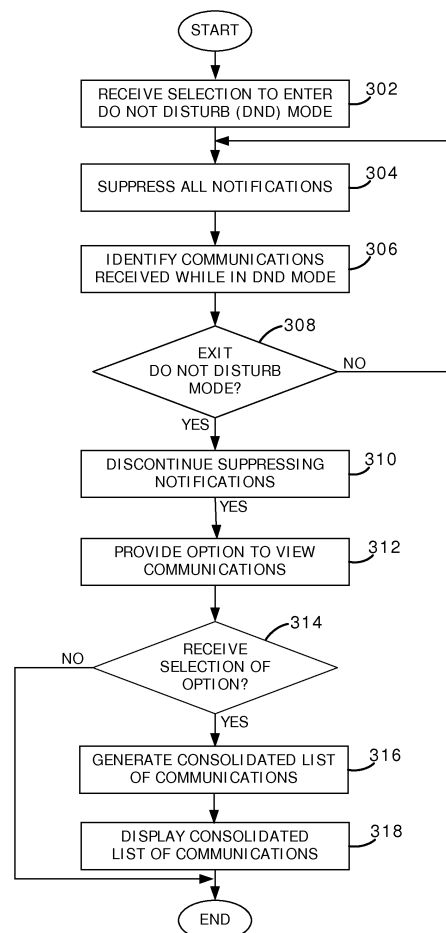 START
RECEIVE SELECTION TO ENTER
DO NOT DISTURB (DND) MODE
302
SUPPRESS ALL NOTIFICATIONS
304
IDENTIFY COMMUNICATIONS
RECEIVED WHILE IN DND MODE
306
308
EXIT
DO NOT DISTURB
MODE?
NO
YES
DISCONTINUE SUPPRESSING
NOTIFICATIONS
310
YES
PROVIDE OPTION TO VIEW
COMMUNICATIONS
312
314
RECEIVE
SELECTION OF
OPTION?
NO
YES
GENERATE CONSOLIDATED LIST
OF COMMUNICATIONS
316
DISPLAY CONSOLIDATED
LIST OF COMMUNICATIONS
318
END